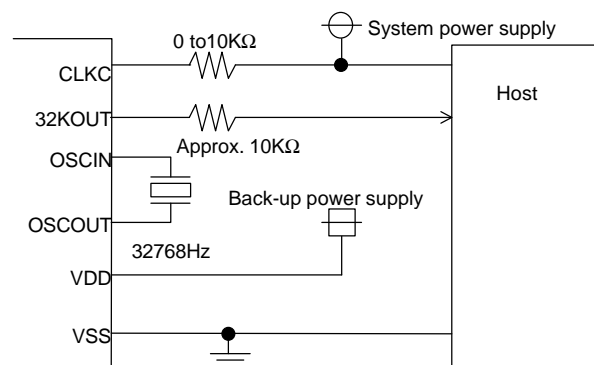 0 to10KΩ
System power supply
CLKC
Host
32KOUT
Approx. 10KΩ
OSCIN
Back-up power supply
OSCOUT
32768Hz
VDD
VSS